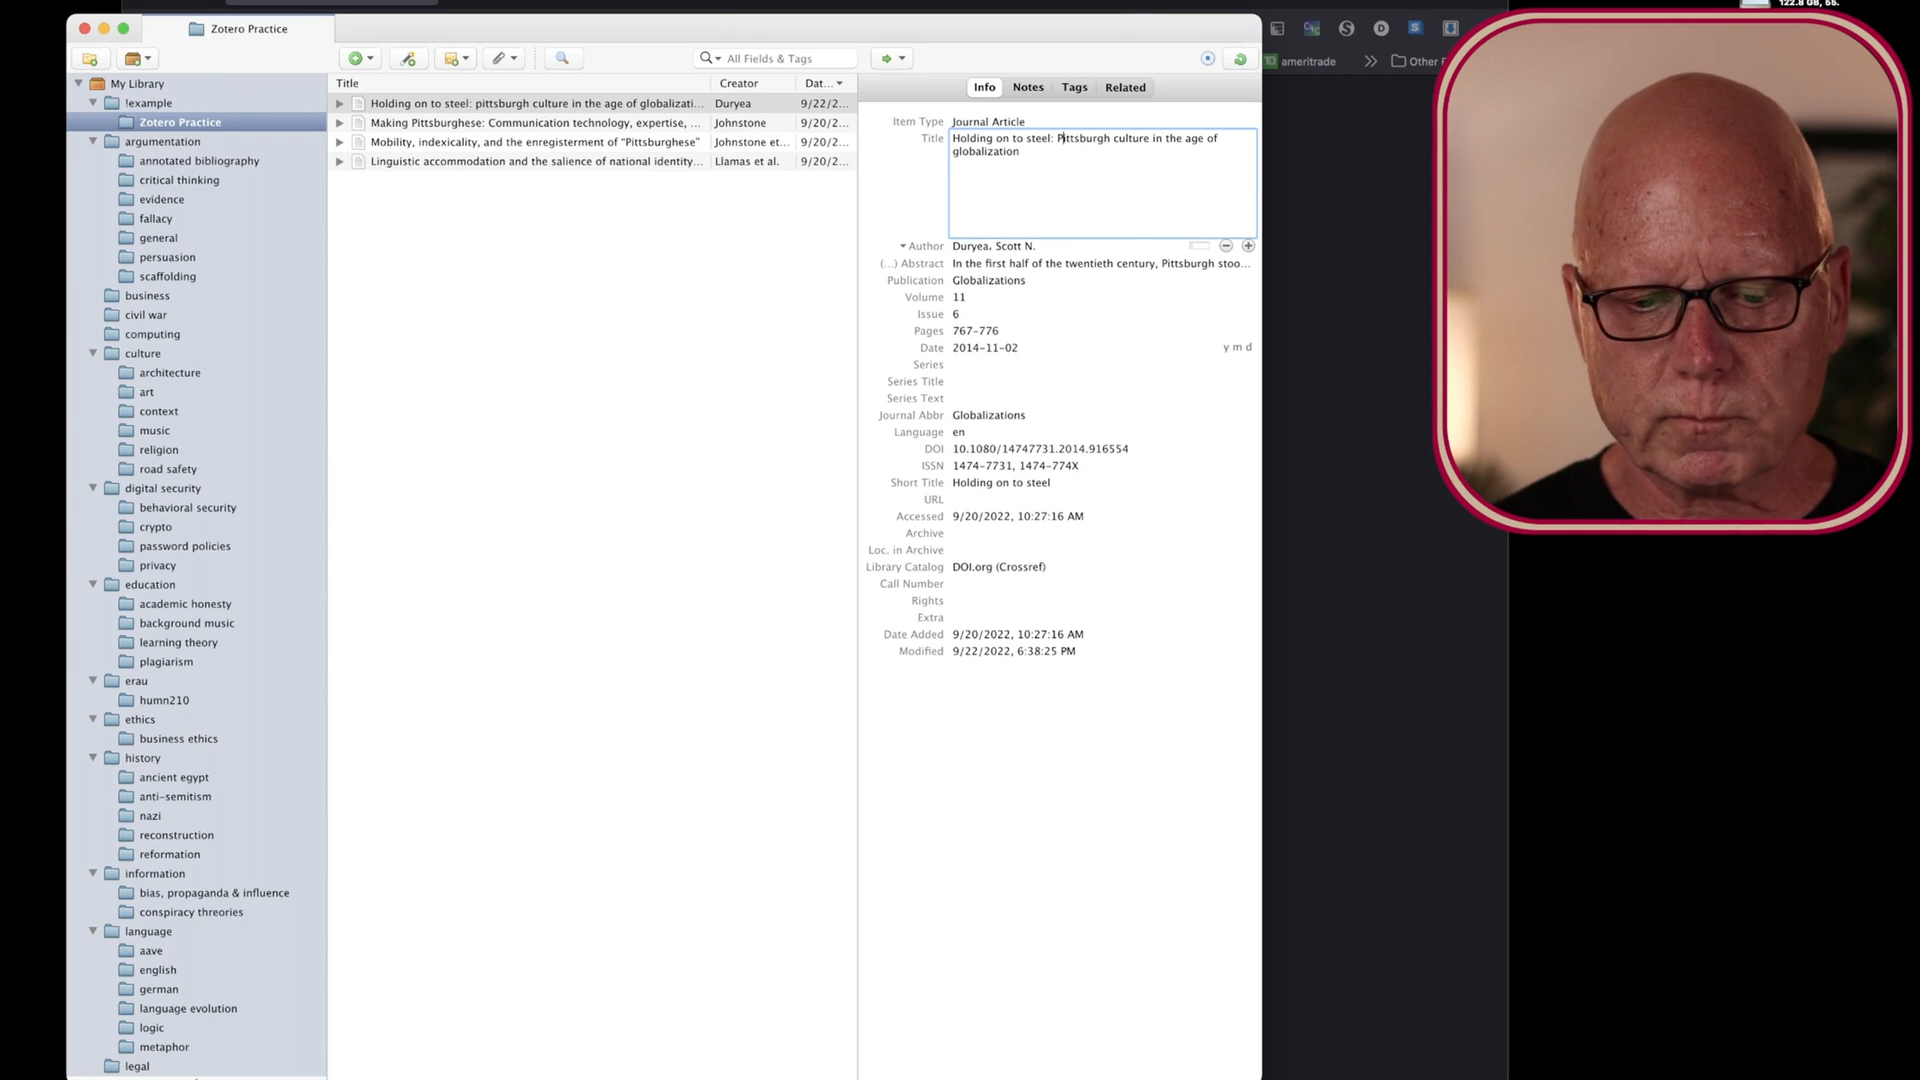 122.8 GB, 55.
Zotero Practice
All Fields & Tags
ameritrade
Other
My Library
!example
Zotero Practice
argumentation
annotated bibliography
critical thinking
evidence
fallacy
general
persuasion
scaffolding
business
civil war
computing
culture
architecture
art
context
music
religion
road safety
digital security
behavioral security
crypto
password policies
privacy
education
academic honesty
background music
learning theory
plagiarism
erau
humn210
ethics
business ethics
history
ancient egypt
anti-semitism
nazi
reconstruction
reformation
information
bias, propaganda & influence
conspiracy threories
language
aave
english
german
language evolution
logic
metaphor
legal
Title Creator Dat...
Holding on to steel: pittsburgh culture in the age of globalizati... Duryea 9/22/2...
Making Pittsburghese: Communication technology, expertise, ... Johnstone 9/20/2...
Mobility, indexicality, and the enregisterment of "Pittsburghese" Johnstone et... 9/20/2...
Linguistic accommodation and the salience of national identity... Llamas et al. 9/20/2...
Info Notes Tags Related
Item Type Journal Article
Title Holding on to steel: Pittsburgh culture in the age of
globalization
Author Duryea, Scott N.
(...) Abstract In the first half of the twentieth century, Pittsburgh stoo...
Publication Globalizations
Volume 11
Issue 6
Pages 767-776
Date 2014-11-02 y m d
Series
Series Title
Series Text
Journal Abbr Globalizations
Language en
DOI 10.1080/14747731.2014.916554
ISSN 1474-7731, 1474-774X
Short Title Holding on to steel
URL
Accessed 9/20/2022, 10:27:16 AM
Archive
Loc. in Archive
Library Catalog DOI.org (Crossref)
Call Number
Rights
Extra
Date Added 9/20/2022, 10:27:16 AM
Modified 9/22/2022, 6:38:25 PM